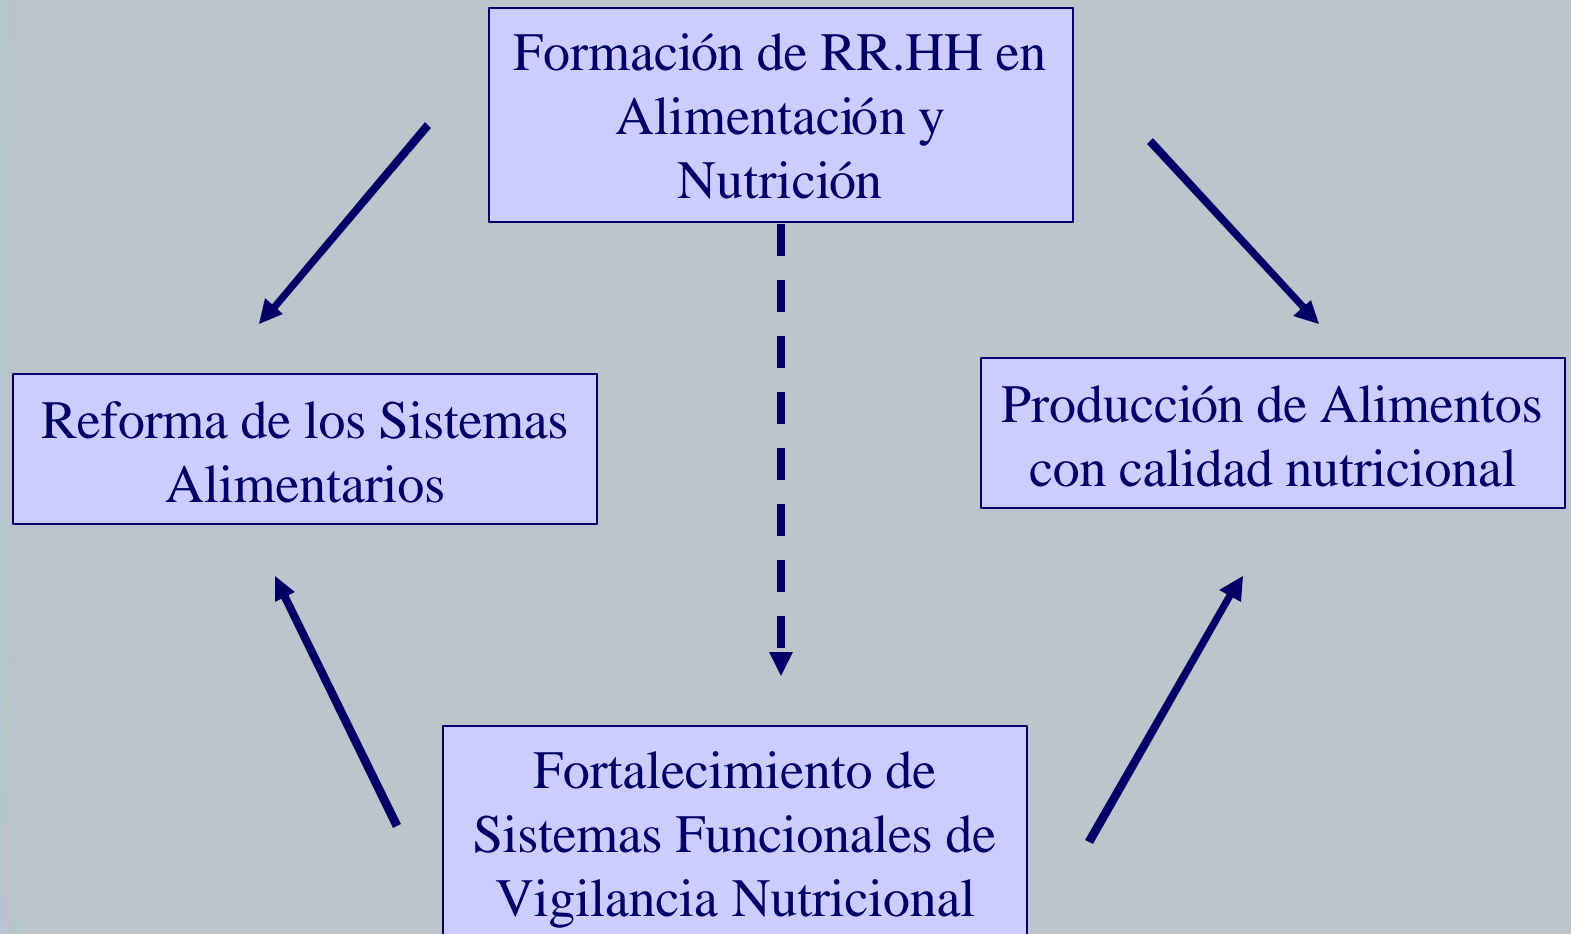 Formación de RR.HH en
Alimentación y
Nutrición
Reforma de los Sistemas
Alimentarios
Producción de Alimentos
con calidad nutricional
Fortalecimiento de
Sistemas Funcionales de
Vigilancia Nutricional